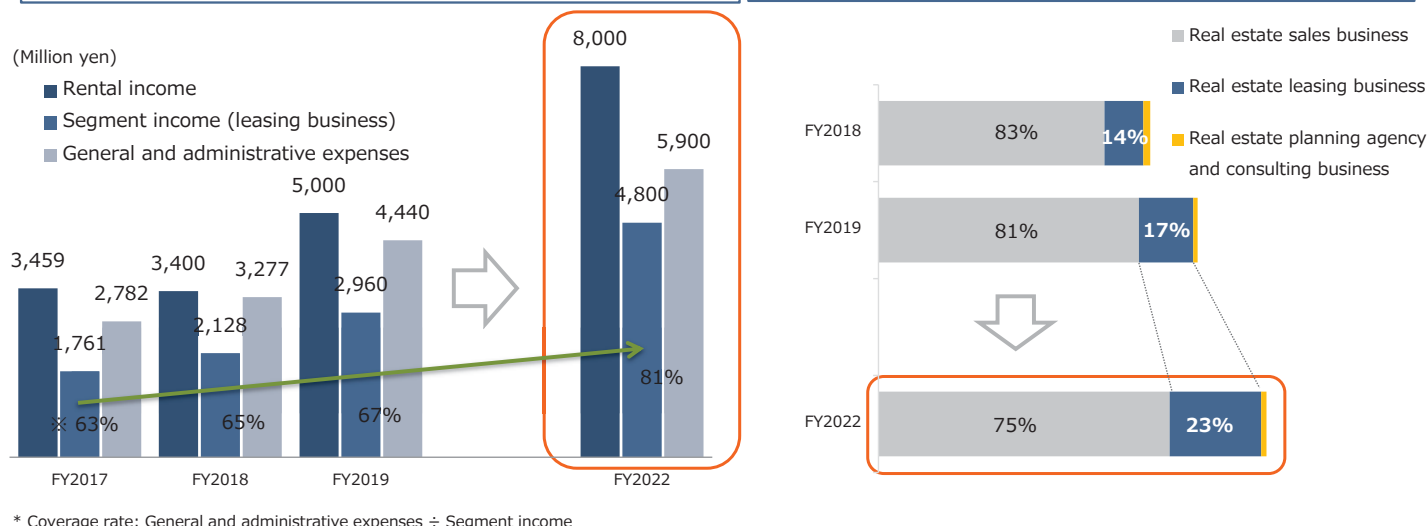 (Million yen)
Rental income
Segment income (leasing business)
General and administrative expenses
3,459
1,761
2,782
※ 63%
3,400
2,128
3,277
65%
5,000
2,960
4,440
67%
8,000
4,800
5,900
81%
FY2017
FY2018
FY2019
FY2022
* Coverage rate: General and administrative expenses ÷ Segment income
Real estate sales business
Real estate leasing business
Real estate planning agency
and consulting business
FY2018
83%
14%
FY2019
81%
17%
FY2022
75%
23%